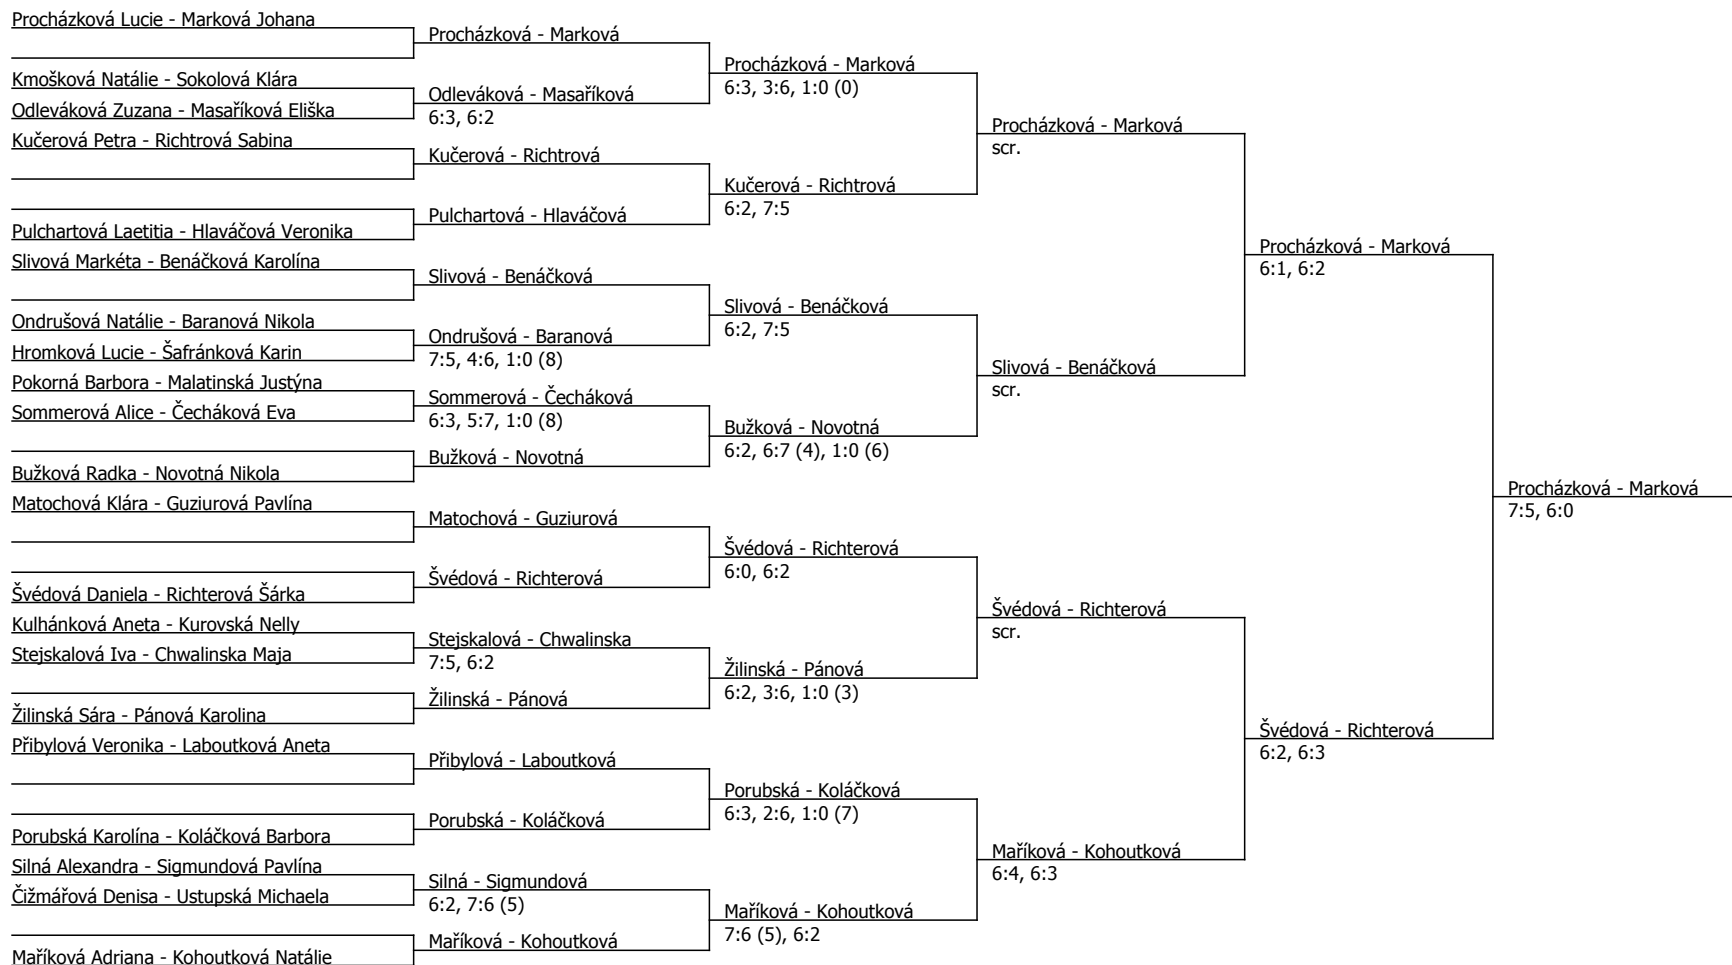 Procházková Lucie - Marková Johana
Kmošková Natálie - Sokolová Klára
Odleváková Zuzana - Masaříková Eliška
Kučerová Petra - Richtrová Sabina
Pulchartová Laetitia - Hlaváčová Veronika
Slivová Markéta - Benáčková Karolína
Ondrušová Natálie - Baranová Nikola
Hromková Lucie - Šafránková Karin
Pokorná Barbora - Malatinská Justýna
Sommerová Alice - Čecháková Eva
Bužková Radka - Novotná Nikola
Matochová Klára - Guziurová Pavlína
Švédová Daniela - Richterová Šárka
Kulhánková Aneta - Kurovská Nelly
Stejskalová Iva - Chwalinska Maja
Žilinská Sára - Pánová Karolina
Přibylová Veronika - Laboutková Aneta
Porubská Karolína - Koláčková Barbora
Silná Alexandra - Sigmundová Pavlína
Čižmářová Denisa - Ustupská Michaela
Maříková Adriana - Kohoutková Natálie
Procházková - Marková
Odleváková - Masaříková
6:3, 6:2
Kučerová - Richtrová
Pulchartová - Hlaváčová
Slivová - Benáčková
Ondrušová - Baranová
7:5, 4:6, 1:0 (8)
Sommerová - Čecháková
6:3, 5:7, 1:0 (8)
Bužková - Novotná
Matochová - Guziurová
Švédová - Richterová
Stejskalová - Chwalinska
7:5, 6:2
Žilinská - Pánová
Přibylová - Laboutková
Porubská - Koláčková
Silná - Sigmundová
6:2, 7:6 (5)
Maříková - Kohoutková
Procházková - Marková
6:3, 3:6, 1:0 (0)
Kučerová - Richtrová
6:2, 7:5
Slivová - Benáčková
6:2, 7:5
Bužková - Novotná
6:2, 6:7 (4), 1:0 (6)
Švédová - Richterová
6:0, 6:2
Žilinská - Pánová
6:2, 3:6, 1:0 (3)
Porubská - Koláčková
6:3, 2:6, 1:0 (7)
Maříková - Kohoutková
7:6 (5), 6:2
Procházková - Marková
scr.
Slivová - Benáčková
scr.
Švédová - Richterová
scr.
Maříková - Kohoutková
6:4, 6:3
Procházková - Marková
6:1, 6:2
Švédová - Richterová
6:2, 6:3
Procházková - Marková
7:5, 6:0